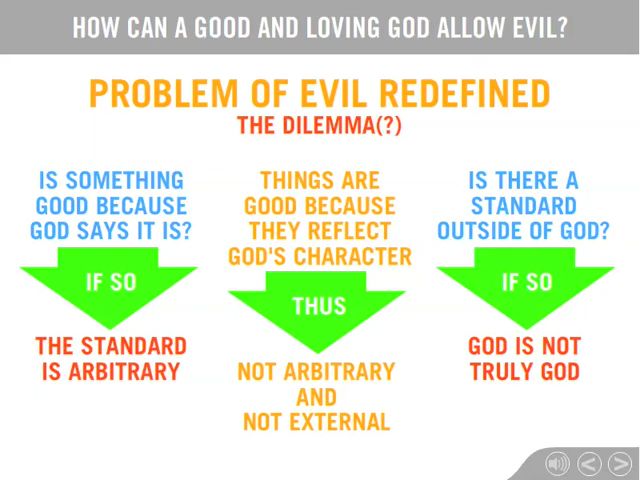 HOW CAN A GOOD AND LOVING GOD ALLOW EVIL?
PROBLEM OF EVIL REDEFINED
THE DILEMMA(?)
IS SOMETHING
GOOD BECAUSE
GOD SAYS IT IS?
IF SO
THE STANDARD
IS ARBITRARY
THINGS ARE
GOOD BECAUSE
THEY REFLECT
GOD'S CHARACTER
THUS
NOT ARBITRARY
AND
NOT EXTERNAL
IS THERE A
STANDARD
OUTSIDE OF GOD?
IF SO
GOD IS NOT
TRULY GOD